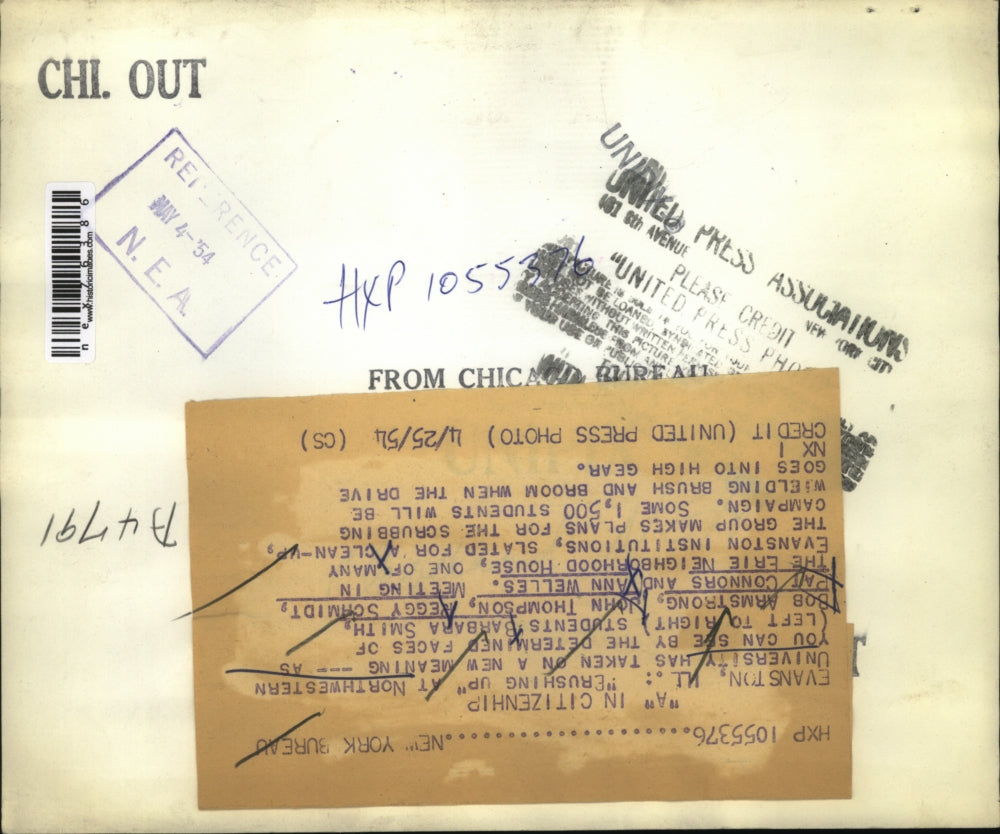 CHI. OUT
REFERENCE
MAY 4-'54
N. E. A.
nex763386
www.historicimages.com
HXP 1055376
UNITED PRESS ASSOCIATIONS
461 8th AVENUE NEW YORK CITY
PLEASE CREDIT
"UNITED PRESS PHOTO"
FROM CHICAGO BUREAU
A4791
HXP 1055376......................NEW YORK BUREAU
"A" IN CITIZENHIP
EVANSTON, ILL.: "BRUSHING UP" AT NORTHWESTERN
UNIVERSITY HAS TAKEN ON A NEW MEANING --- AS
YOU CAN SEE BY THE DETERMINED FACES OF
(LEFT TO RIGHT) STUDENTS BARBARA SMITH,
BOB ARMSTRONG, JOHN THOMPSON, PEGGY SCHMIDT,
PAT CONNORS AND ANN WELLES. MEETING IN
THE ERIE NEIGHBORHOOD HOUSE, ONE OF MANY
EVANSTON INSTITUTIONS, SLATED FOR A CLEAN-UP,
THE GROUP MAKES PLANS FOR THE SCRUBBING
CAMPAIGN. SOME 1,500 STUDENTS WILL BE
WIELDING BRUSH AND BROOM WHEN THE DRIVE
GOES INTO HIGH GEAR.
NX 1
CREDIT (UNITED PRESS PHOTO) 4/25/54 (CS)